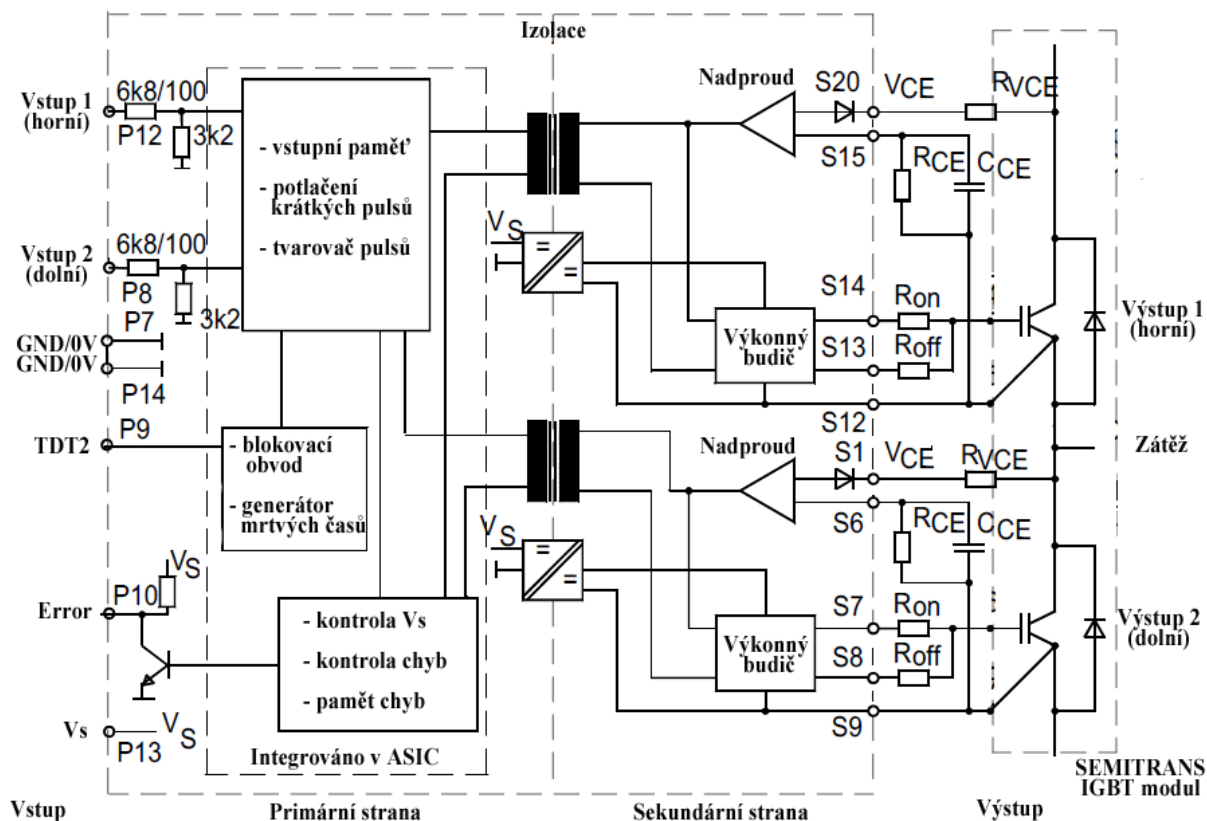 Izolace
Vstup 1
(horní)
6k8/100
P12
3k2
- vstupní paměť
- potlačení
krátkých pulsů
- tvarovač pulsů
Nadproud
S20
VCE
RVCE
S15
RCE
CCE
Vstup 2
(dolní)
6k8/100
P8
3k2
VS
S14
Ron
Výkonný
budič
S13
Roff
S12
Výstup 1
(horní)
P7
GND/0V
GND/0V
P14
P9
TDT2
- blokovací
obvod
- generátor
mrtvých časů
Nadproud
S1
VCE
RVCE
Zátěž
S6
RCE
CCE
VS
VS
P10
Error
- kontrola Vs
- kontrola chyb
- pamět chyb
S7
Ron
Výkonný
budič
S8
Roff
S9
Výstup 2
(dolní)
Vs
P13
VS
Integrováno v ASIC
SEMITRANS
IGBT modul
Vstup
Primární strana
Sekundární strana
Výstup